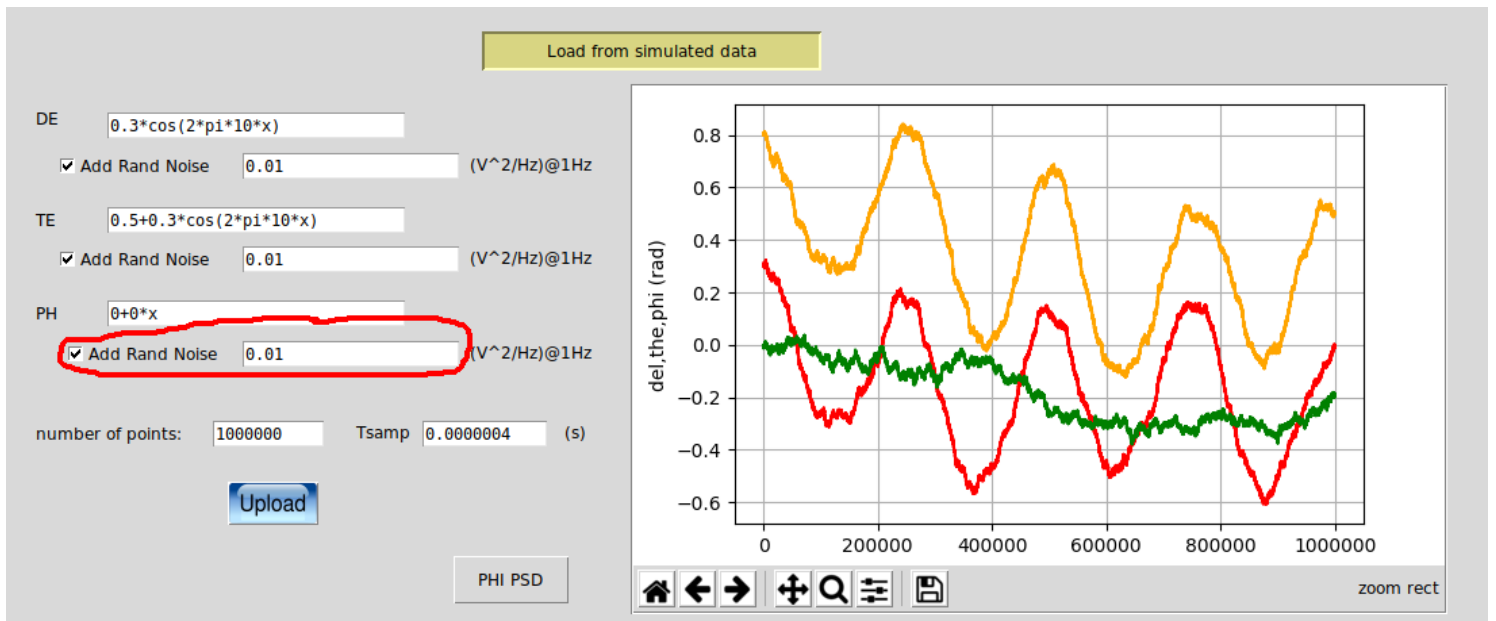 Load from simulated data
DE 0.3*cos(2*pi*10*x)
Add Rand Noise 0.01 (V^2/Hz)@1Hz
TE 0.5+0.3*cos(2*pi*10*x)
Add Rand Noise 0.01 (V^2/Hz)@1Hz
PH 0+0*x
Add Rand Noise 0.01 (V^2/Hz)@1Hz
number of points: 1000000 Tsamp 0.0000004 (s)
Upload
PHI PSD
del,the,phi (rad)
0.8
0.6
0.4
0.2
0.0
−0.2
−0.4
−0.6
0 200000 400000 600000 800000 1000000
zoom rect